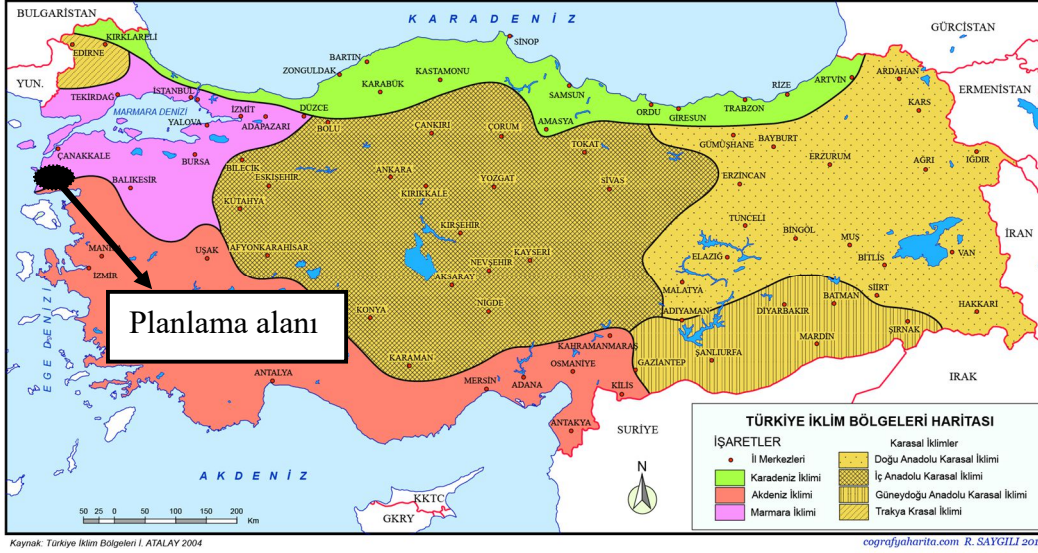 BULGARİSTAN
KARADENİZ
GÜRCİSTAN
KIRKLARELİ
EDİRNE
SİNOP
BARTIN
ZONGULDAK
KASTAMONU
KARABÜK
ARTVİN
ARDAHAN
YUN.
TEKİRDAĞ
İSTANBUL
SAMSUN
RİZE
TRABZON
ORDU
GİRESUN
KARS
ERMENİSTAN
MARMARA DENİZİ
İZMİT
DÜZCE
YALOVA
ADAPAZARI
BOLU
ÇANKIRI
ÇORUM
AMASYA
TOKAT
GÜMÜŞHANE
BAYBURT
ERZURUM
AĞRI
IĞDIR
ÇANAKKALE
BURSA
BİLECİK
ESKİŞEHİR
ANKARA
KIRIKKALE
YOZGAT
SİVAS
ERZİNCAN
BALIKESİR
KÜTAHYA
KIRŞEHİR
TUNCELİ
BİNGÖL
MUŞ
İRAN
MANİSA
UŞAK
AFYONKARAHİSAR
NEVŞEHİR
KAYSERİ
ELAZIĞ
BİTLİS
VAN
İZMİR
AKSARAY
MALATYA
SİİRT
EGE DENİZİ
Planlama alanı
KONYA
NİĞDE
ADIYAMAN
DİYARBAKIR
BATMAN
HAKKARİ
ŞIRNAK
KARAMAN
KAHRAMANMARAŞ
GAZİANTEP
ŞANLIURFA
MARDİN
ANTALYA
MERSİN
ADANA
OSMANİYE
KİLİS
IRAK
ANTAKYA
SURİYE
AKDENİZ
N
KKTC
GKRY
50 25 0 50 100 150 200
Km
TÜRKİYE İKLİM BÖLGELERİ HARİTASI
İŞARETLER
İl Merkezleri
Karadeniz İklimi
Akdeniz İklimi
Marmara İklimi
Karasal İklimler
Doğu Anadolu Karasal İklimi
İç Anadolu Karasal İklimi
Güneydoğu Anadolu Karasal İklimi
Trakya Krasal İklimi
Kaynak: Türkiye İklim Bölgeleri İ. ATALAY 2004
cografyaharita.com R. SAYGILI